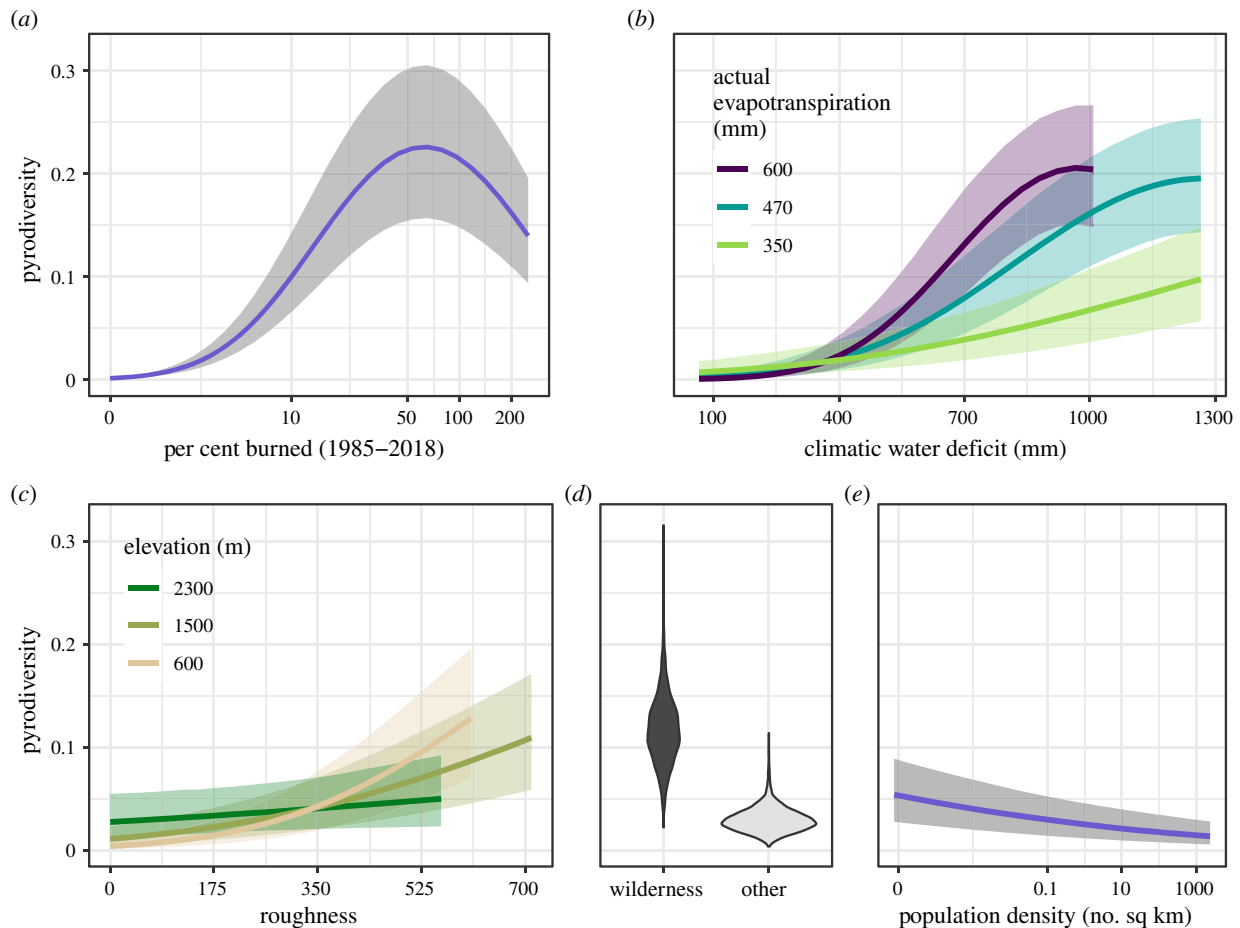 (a)
0.3
0.2
0.1
0
pyrodiversity
0
10
50
100
200
per cent burned (1985–2018)
(b)
actual
evapotranspiration
(mm)
600
470
350
100
400
700
1000
1300
climatic water deficit (mm)
(c)
0.3
0.2
0.1
0
pyrodiversity
elevation (m)
2300
1500
600
0
175
350
525
700
roughness
(d)
wilderness
other
(e)
0
0.1
10
1000
population density (no. sq km)